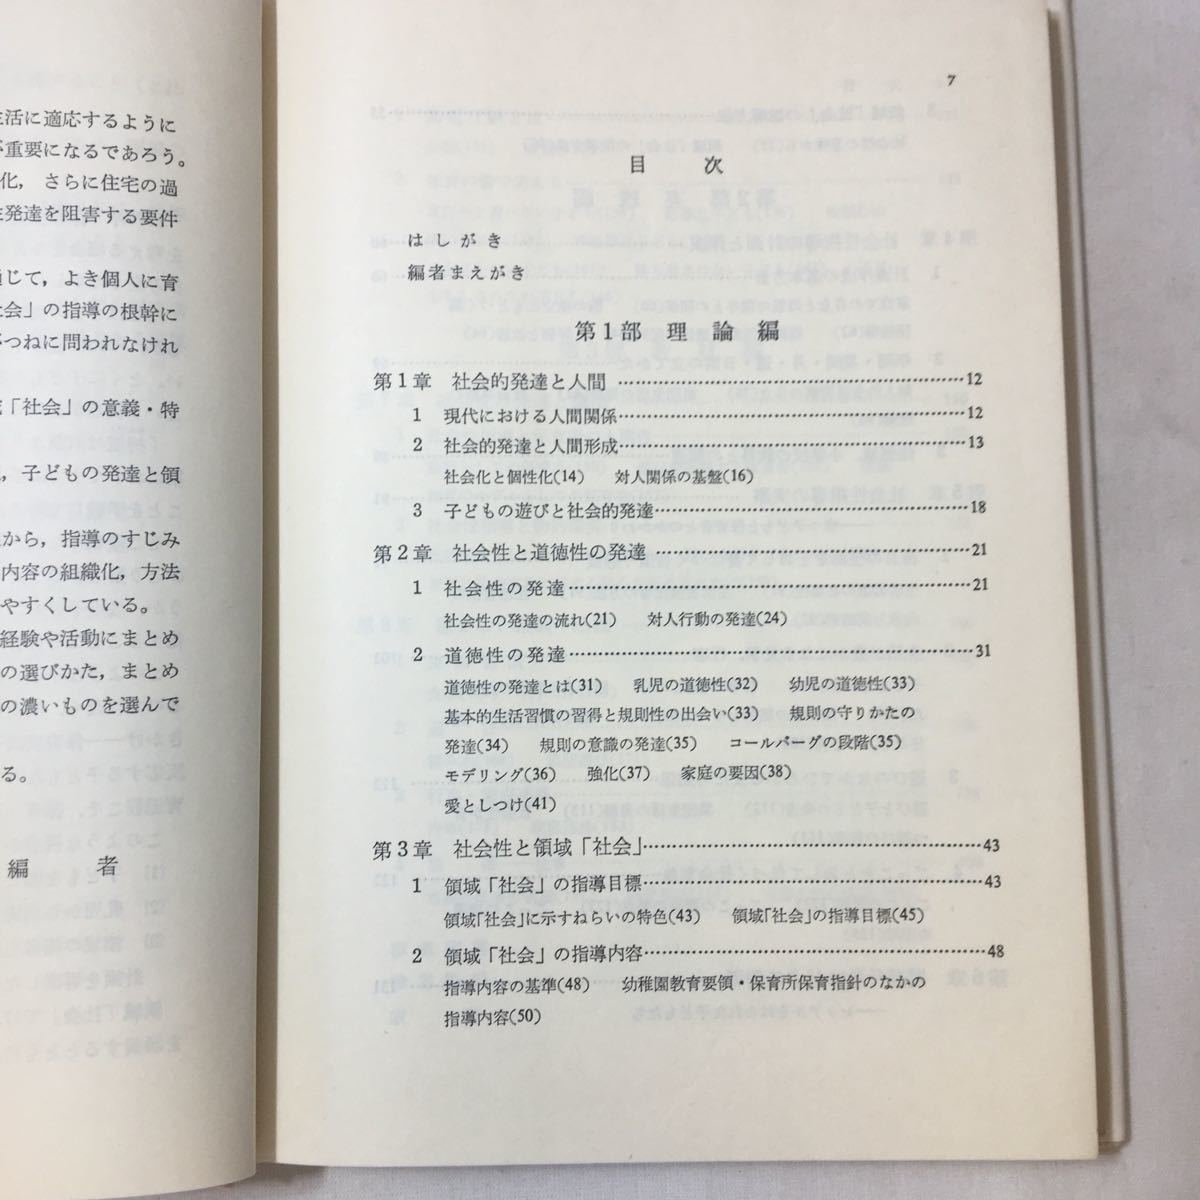 生活に適応するように
が重要になるであろう。
化，さらに住宅の過
発達を阻害する要件
通じて，よき個人に育
社会」の指導の根幹に
つねに問われなけれ
「社会」の意義・特
，子どもの発達と領
から，指導のすじみ
内容の組織化，方法
やすくしている。
経験や活動にまとめ
の選びかた，まとめ
の濃いものを選んで
る。
編　者
7
目　次
はしがき
編者まえがき
第1部　理　論　編
第1章　社会的発達と人間 ……………………………………12
1　現代における人間関係……………………………………12
2　社会的発達と人間形成……………………………………13
社会化と個性化(14)　対人関係の基盤(16)
3　子どもの遊びと社会的発達………………………………18
第2章　社会性と道徳性の発達 ………………………………21
1　社会性の発達………………………………………………21
社会性の発達の流れ(21)　対人行動の発達(24)
2　道徳性の発達………………………………………………31
道徳性の発達とは(31)　乳児の道徳性(32)　幼児の道徳性(33)
基本的生活習慣の習得と規則性の出会い(33)　規則の守りかたの
発達(34)　規則の意識の発達(35)　コールバーグの段階(35)
モデリング(36)　強化(37)　家庭の要因(38)
愛としつけ(41)
第3章　社会性と領域「社会」…………………………………43
1　領域「社会」の指導目標…………………………………43
領域「社会」に示すねらいの特色(43)　領域「社会」の指導目標(45)
2　領域「社会」の指導内容…………………………………48
指導内容の基準(48)　幼稚園教育要領・保育所保育指針のなかの
指導内容(50)